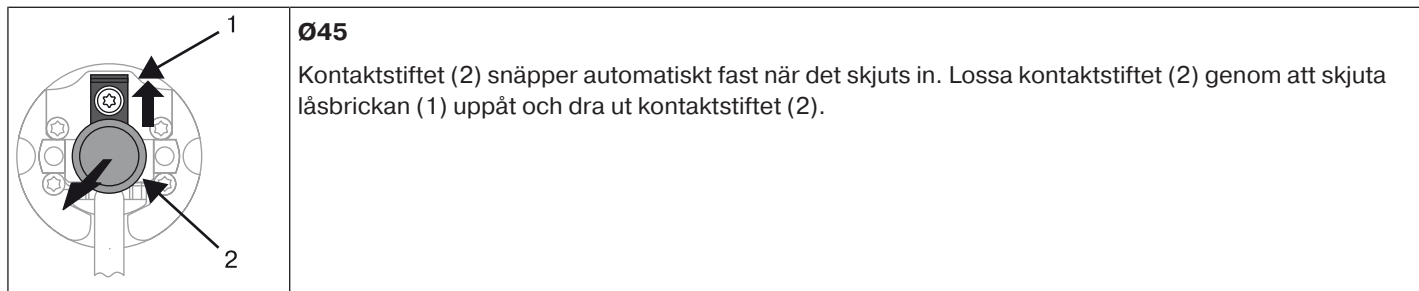 1
2
Ø45
Kontaktstiftet (2) snäpper automatiskt fast när det skjuts in. Lossa kontaktstiftet (2) genom att skjuta
låsbrickan (1) uppåt och dra ut kontaktstiftet (2).